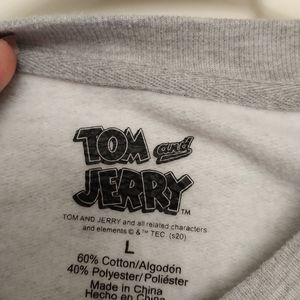 TOM and
JERRY™
TOM AND JERRY and all related characters
and elements © & ™ TEC. (s20)
L
60% Cotton/Algodón
40% Polyester/Poliéster
Made in China
Hecho en China